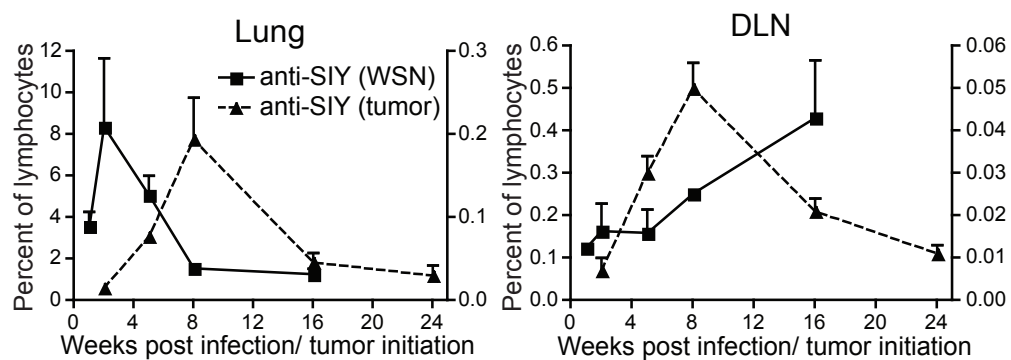 Lung
Percent of lymphocytes
12
10
8
6
4
2
0
0.3
0.2
0.1
0.0
anti-SIY (WSN)
anti-SIY (tumor)
0 4 8 12 16 20 24
Weeks post infection/ tumor initiation
DLN
Percent of lymphocytes
0.6
0.5
0.4
0.3
0.2
0.1
0.0
0.06
0.05
0.04
0.03
0.02
0.01
0.00
0 4 8 12 16 20 24
Weeks post infection/ tumor initiation